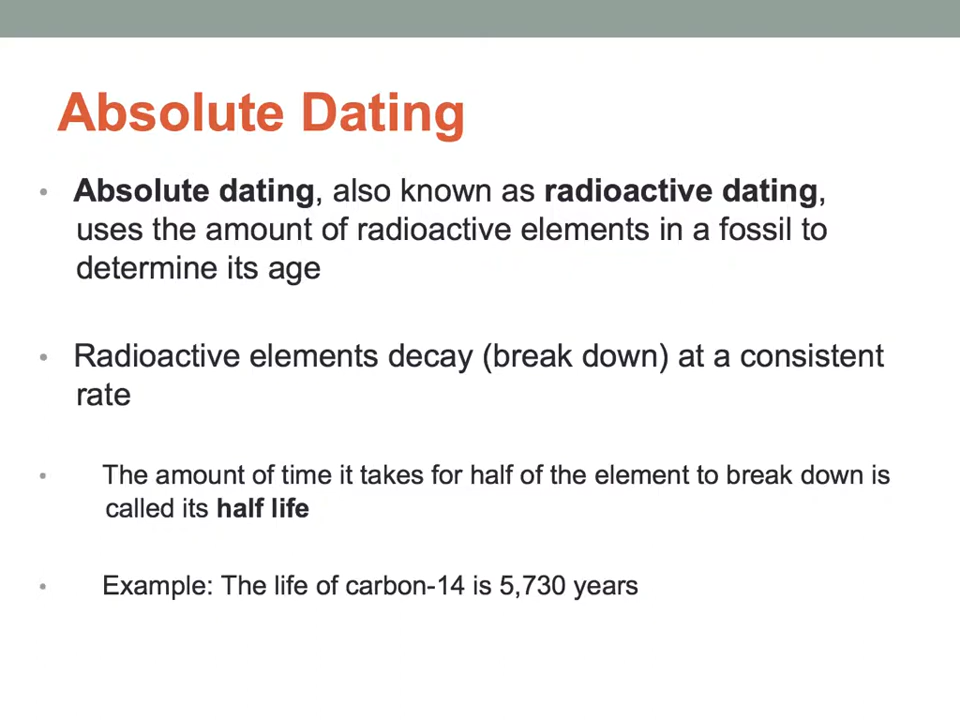 Absolute Dating
• Absolute dating, also known as radioactive dating,
uses the amount of radioactive elements in a fossil to
determine its age
• Radioactive elements decay (break down) at a consistent
rate
• The amount of time it takes for half of the element to break down is
called its half life
• Example: The life of carbon-14 is 5,730 years